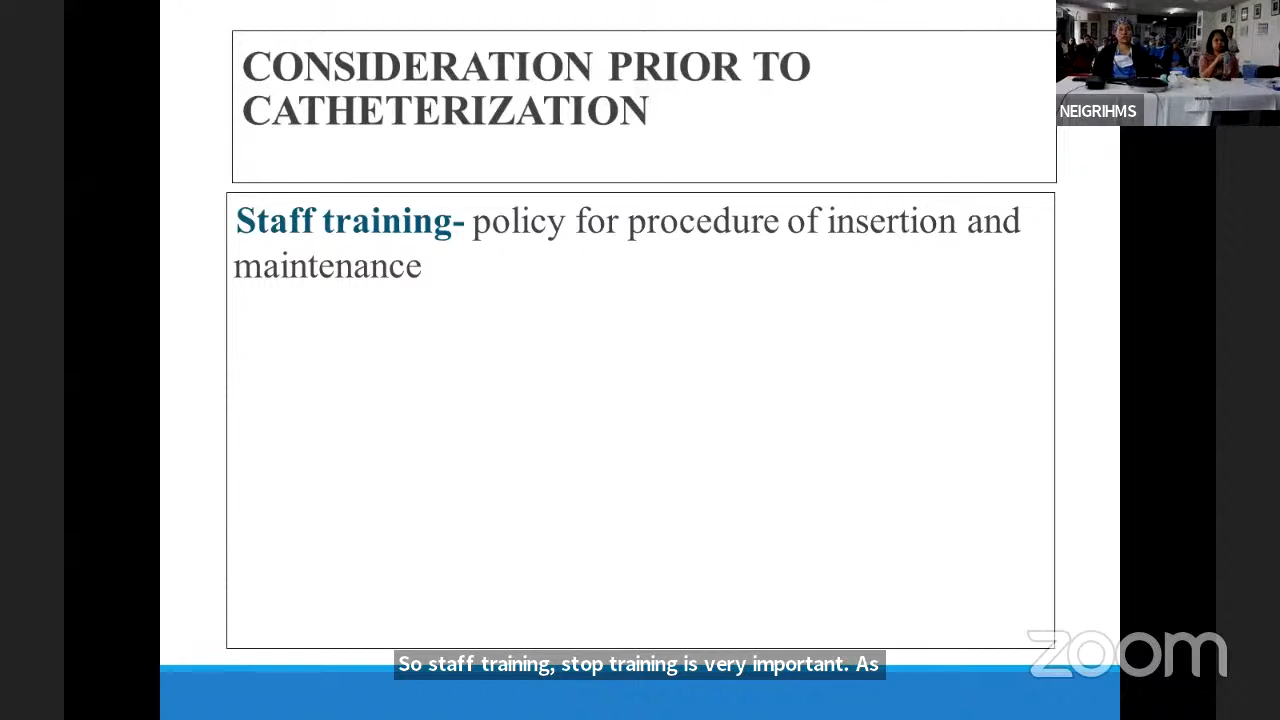 CONSIDERATION PRIOR TO
CATHETERIZATION
NEIGRIHMS
Staff training- policy for procedure of insertion and
maintenance
So staff training, stop training is very important. As
zoom